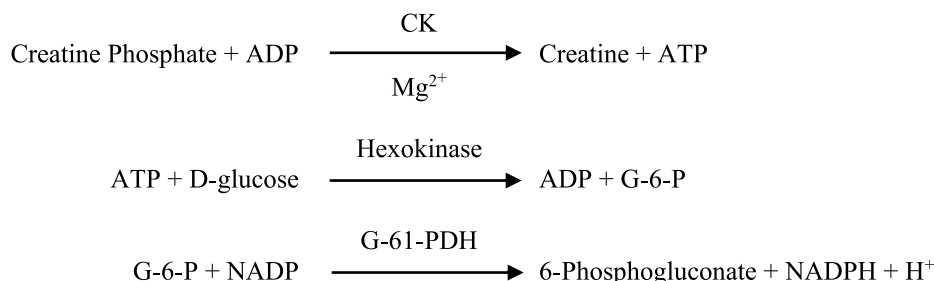 CK
Creatine Phosphate + ADP Creatine + ATP
Mg²⁺
Hexokinase
ATP + D-glucose ADP + G-6-P
G-61-PDH
G-6-P + NADP 6-Phosphogluconate + NADPH + H⁺